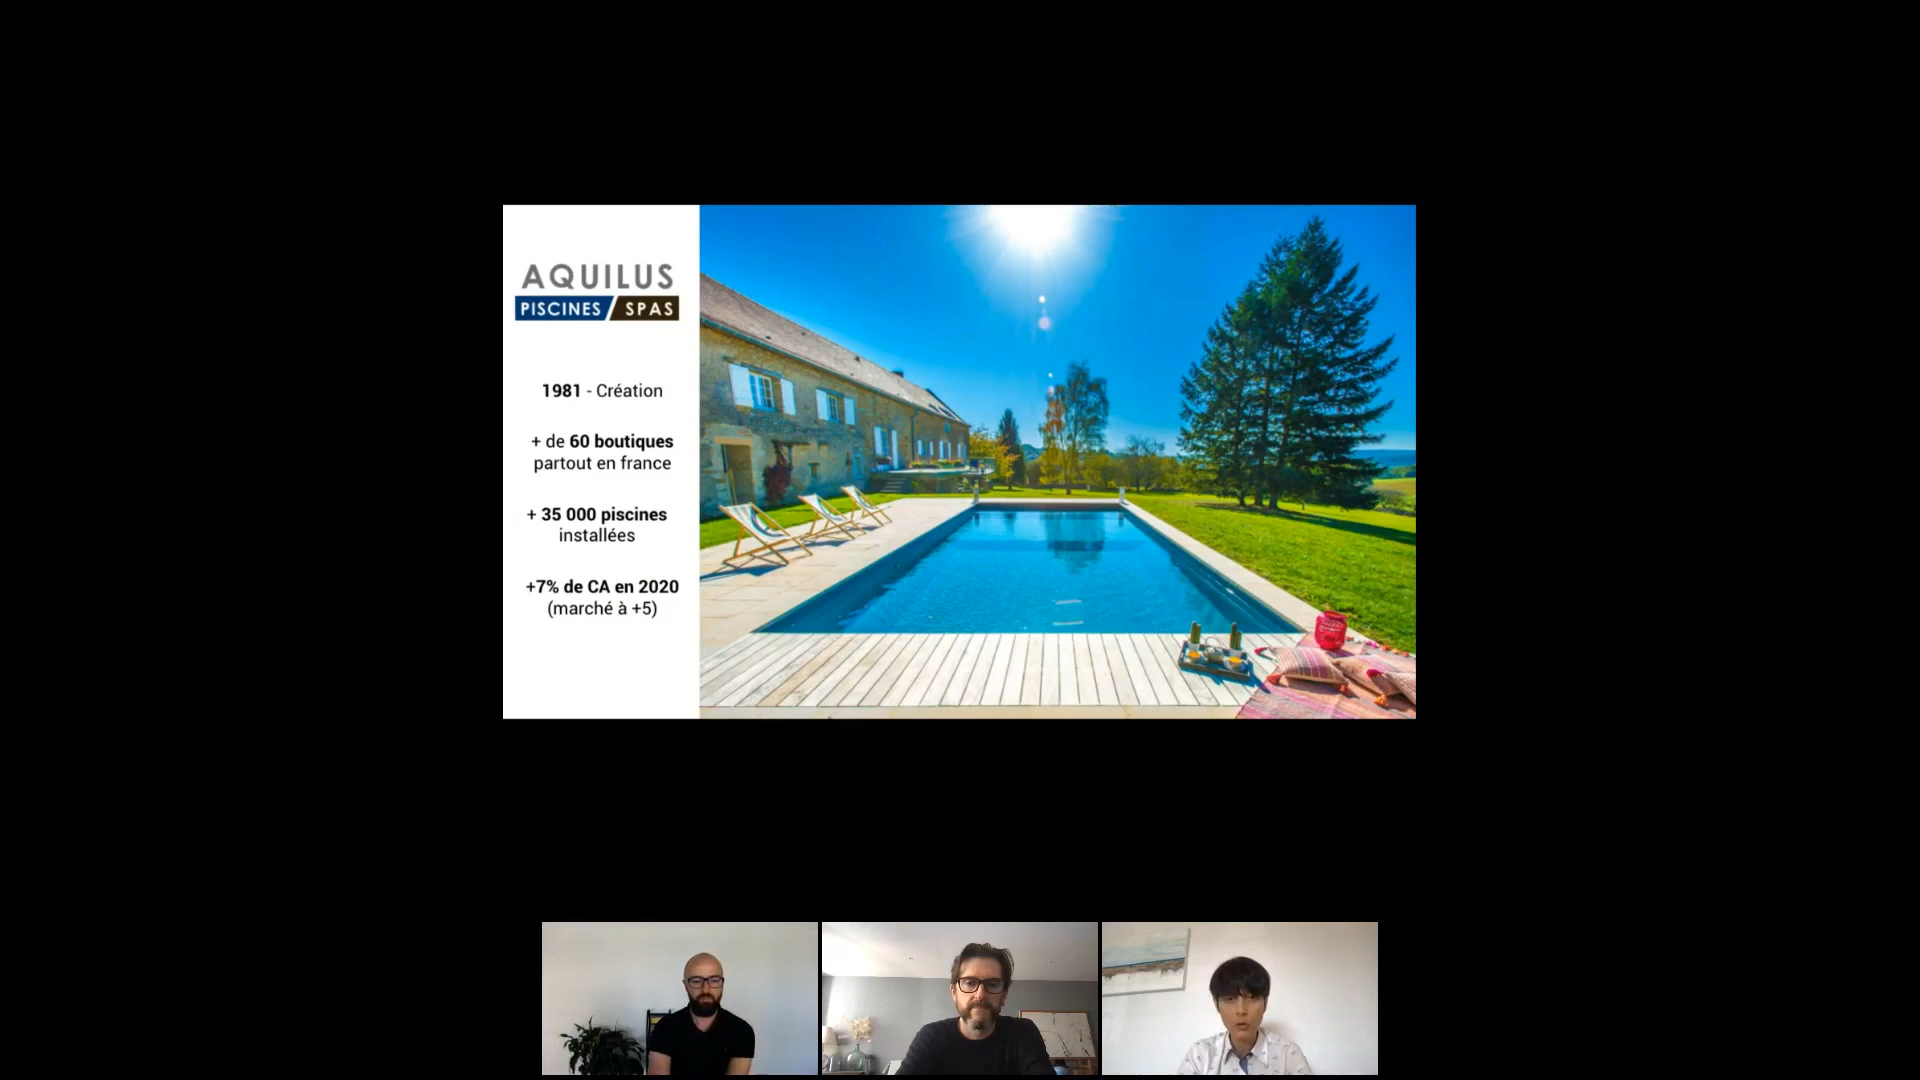 AQUILUS
PISCINES / SPAS
1981 - Création
+ de 60 boutiques
partout en france
+ 35 000 piscines
installées
+7% de CA en 2020
(marché à +5)